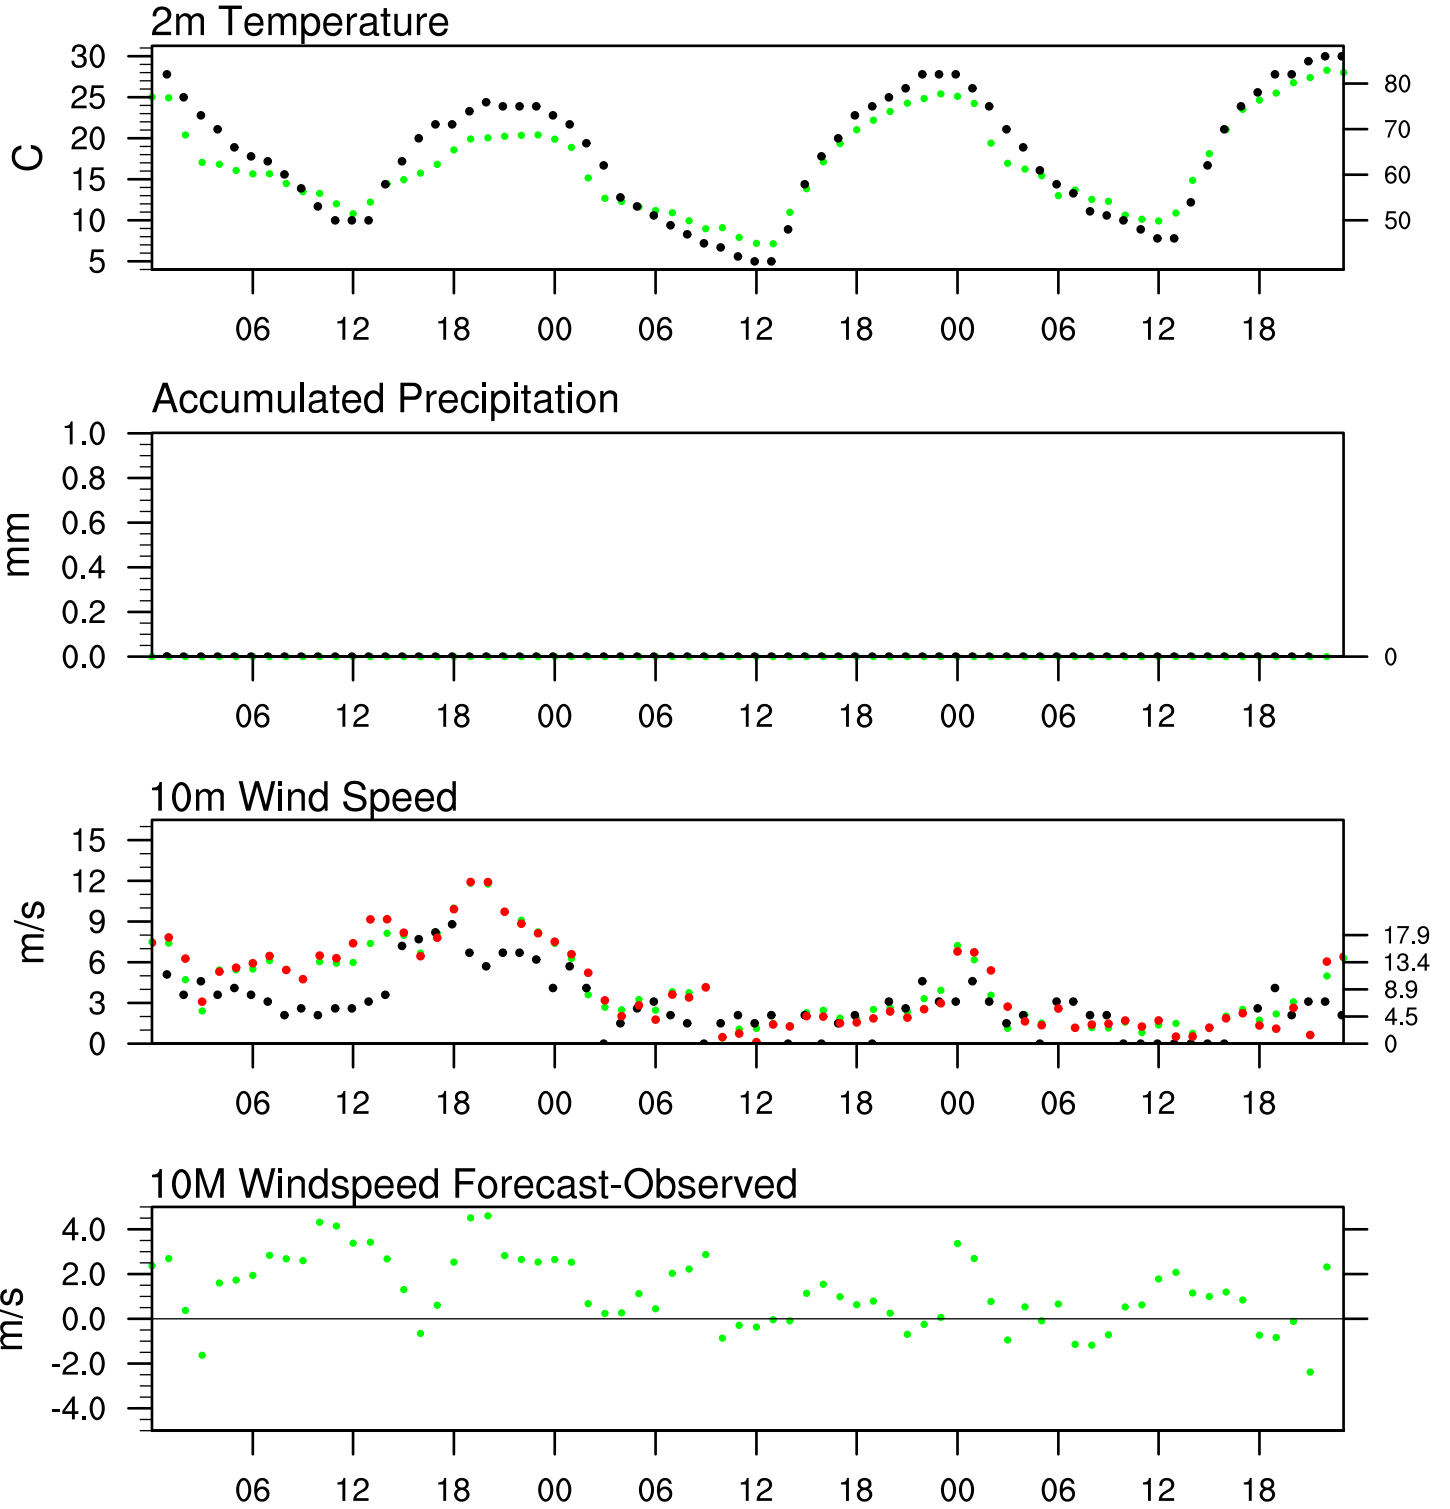 2m Temperature
30
25
20
15
10
5
C
80
70
60
50
06 12 18 00 06 12 18 00 06 12 18
Accumulated Precipitation
1.0
0.8
0.6
0.4
0.2
0.0
mm
0
06 12 18 00 06 12 18 00 06 12 18
10m Wind Speed
15
12
9
6
3
0
m/s
17.9
13.4
8.9
4.5
0
06 12 18 00 06 12 18 00 06 12 18
10M Windspeed Forecast-Observed
4.0
2.0
0.0
-2.0
-4.0
m/s
06 12 18 00 06 12 18 00 06 12 18